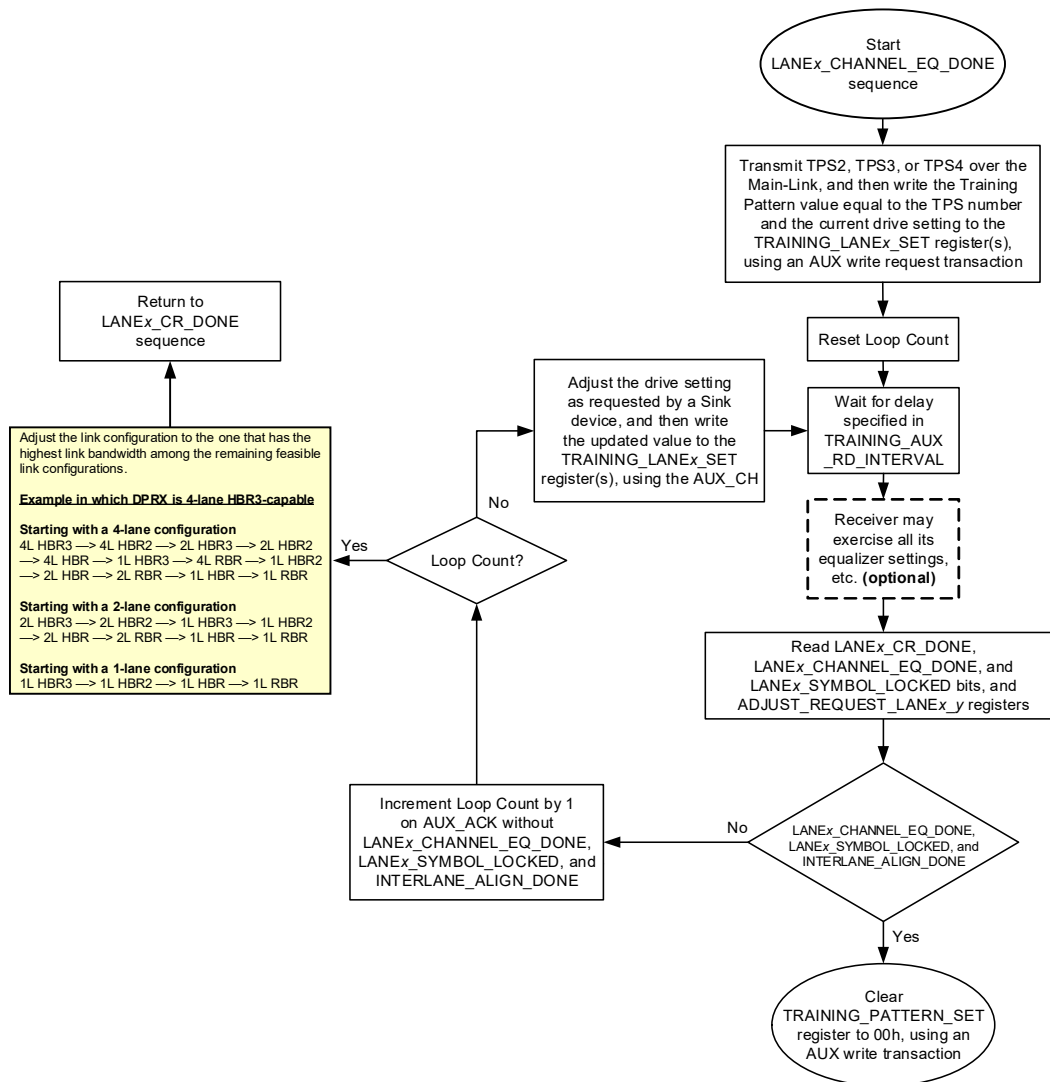 Start
LANEx_CHANNEL_EQ_DONE
sequence
Transmit TPS2, TPS3, or TPS4 over the
Main-Link, and then write the Training
Pattern value equal to the TPS number
and the current drive setting to the
TRAINING_LANEx_SET register(s),
using an AUX write request transaction
Reset Loop Count
Wait for delay
specified in
TRAINING_AUX
_RD_INTERVAL
Receiver may
exercise all its
equalizer settings,
etc. (optional)
Read LANEx_CR_DONE,
LANEx_CHANNEL_EQ_DONE, and
LANEx_SYMBOL_LOCKED bits, and
ADJUST_REQUEST_LANEx_y registers
LANEx_CHANNEL_EQ_DONE,
LANEx_SYMBOL_LOCKED, and
INTERLANE_ALIGN_DONE
Yes
Clear
TRAINING_PATTERN_SET
register to 00h, using an
AUX write transaction
No
Increment Loop Count by 1
on AUX_ACK without
LANEx_CHANNEL_EQ_DONE,
LANEx_SYMBOL_LOCKED, and
INTERLANE_ALIGN_DONE
Loop Count?
No
Adjust the drive setting
as requested by a Sink
device, and then write
the updated value to the
TRAINING_LANEx_SET
register(s), using the AUX_CH
Yes
Adjust the link configuration to the one that has the
highest link bandwidth among the remaining feasible
link configurations.
Example in which DPRX is 4-lane HBR3-capable
Starting with a 4-lane configuration
4L HBR3 —> 4L HBR2 —> 2L HBR3 —> 2L HBR2
—> 4L HBR —> 1L HBR3 —> 4L RBR —> 1L HBR2
—> 2L HBR —> 2L RBR —> 1L HBR —> 1L RBR
Starting with a 2-lane configuration
2L HBR3 —> 2L HBR2 —> 1L HBR3 —> 1L HBR2
—> 2L HBR —> 2L RBR —> 1L HBR —> 1L RBR
Starting with a 1-lane configuration
1L HBR3 —> 1L HBR2 —> 1L HBR —> 1L RBR
Return to
LANEx_CR_DONE
sequence